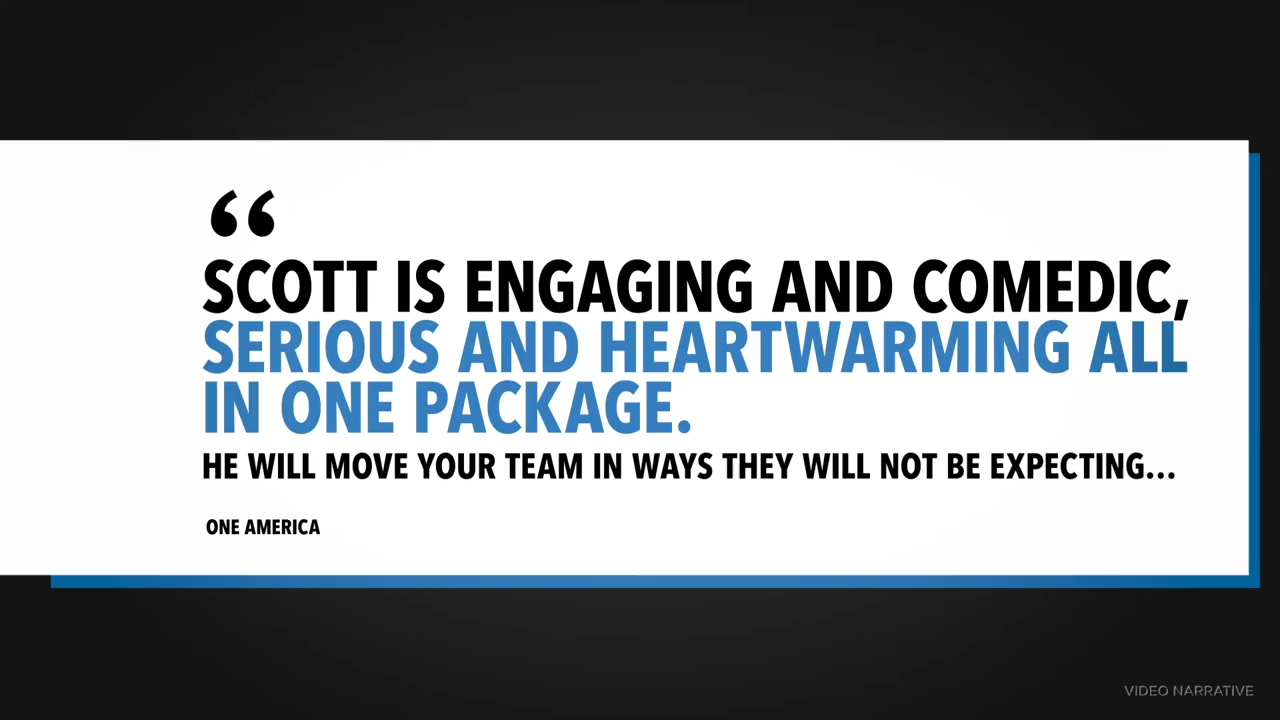 “
SCOTT IS ENGAGING AND COMEDIC,
SERIOUS AND HEARTWARMING ALL
IN ONE PACKAGE.
HE WILL MOVE YOUR TEAM IN WAYS THEY WILL NOT BE EXPECTING...
ONE AMERICA
VIDEO NARRATIVE